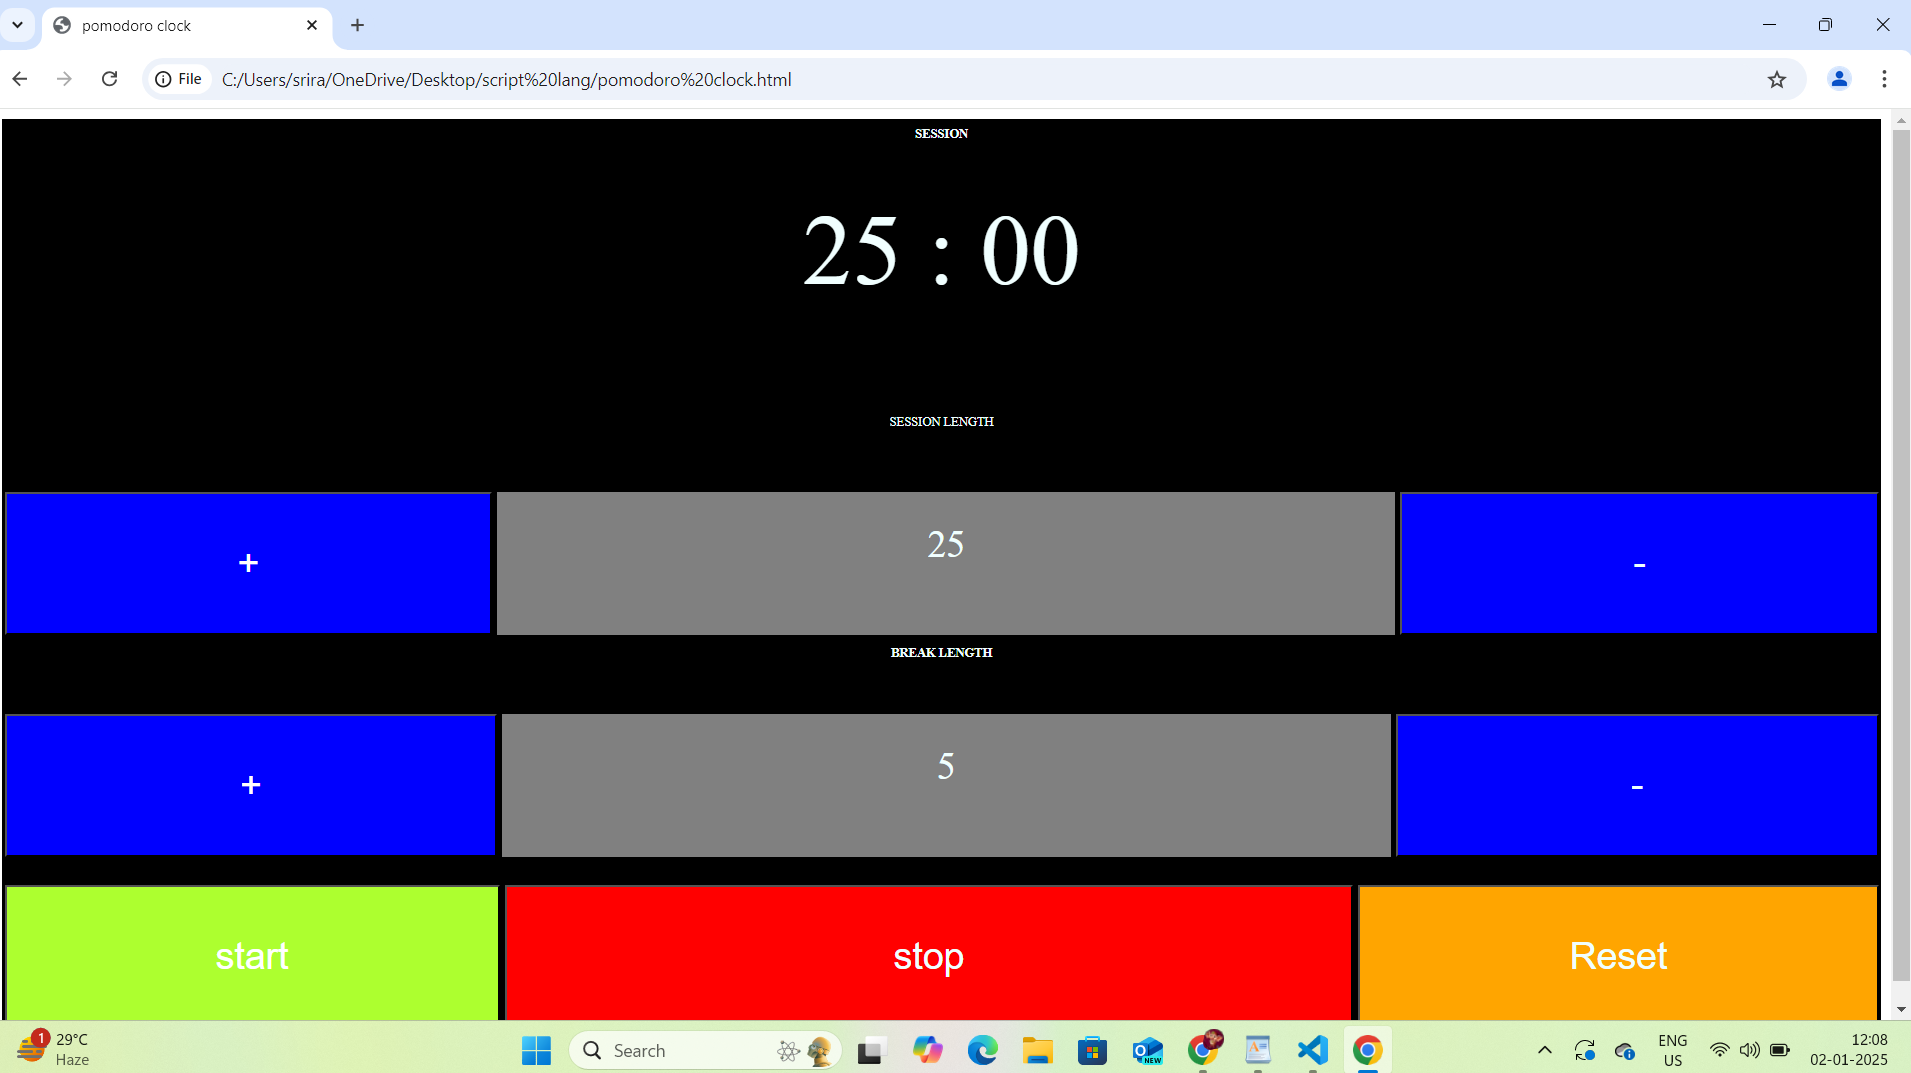 pomodoro clock
File
C:/Users/srira/OneDrive/Desktop/script%20lang/pomodoro%20clock.html
SESSION
25 : 00
SESSION LENGTH
+ 25 -
BREAK LENGTH
+ 5 -
start stop Reset
1
29°C
Haze
Search
NEW
ENG
US
12:08
02-01-2025